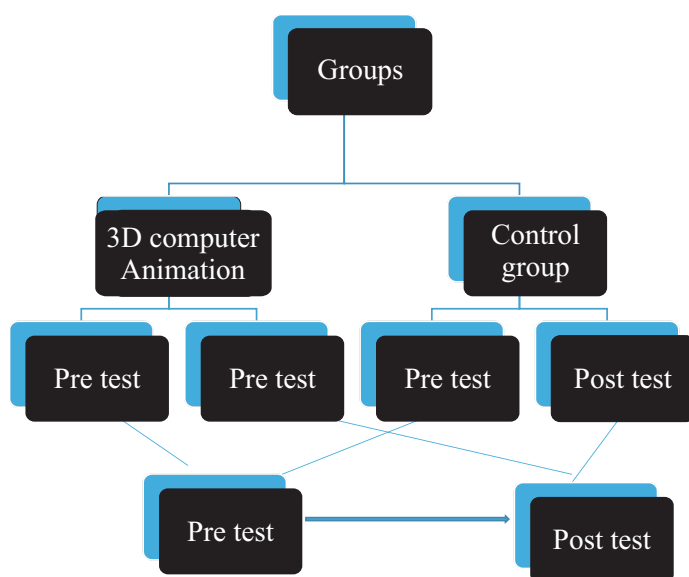 Groups
3D computer
Animation
Control
group
Pre test
Pre test
Pre test
Post test
Pre test
Post test